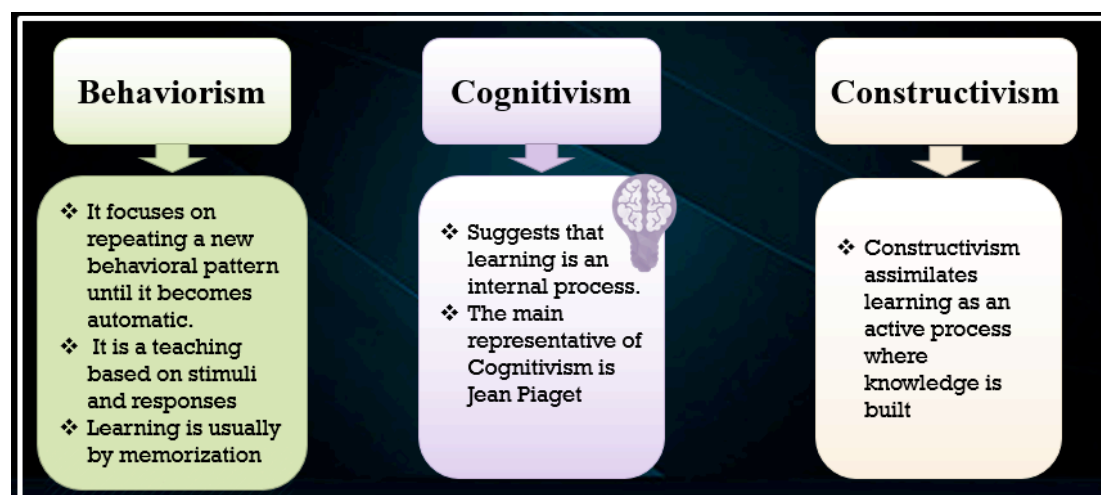 Behaviorism
❖ It focuses on
repeating a new
behavioral pattern
until it becomes
automatic.
❖ It is a teaching
based on stimuli
and responses
❖ Learning is usually
by memorization
Cognitivism
❖ Suggests that
learning is an
internal process.
❖ The main
representative of
Cognitivism is
Jean Piaget
Constructivism
❖ Constructivism
assimilates
learning as an
active process
where
knowledge is
built